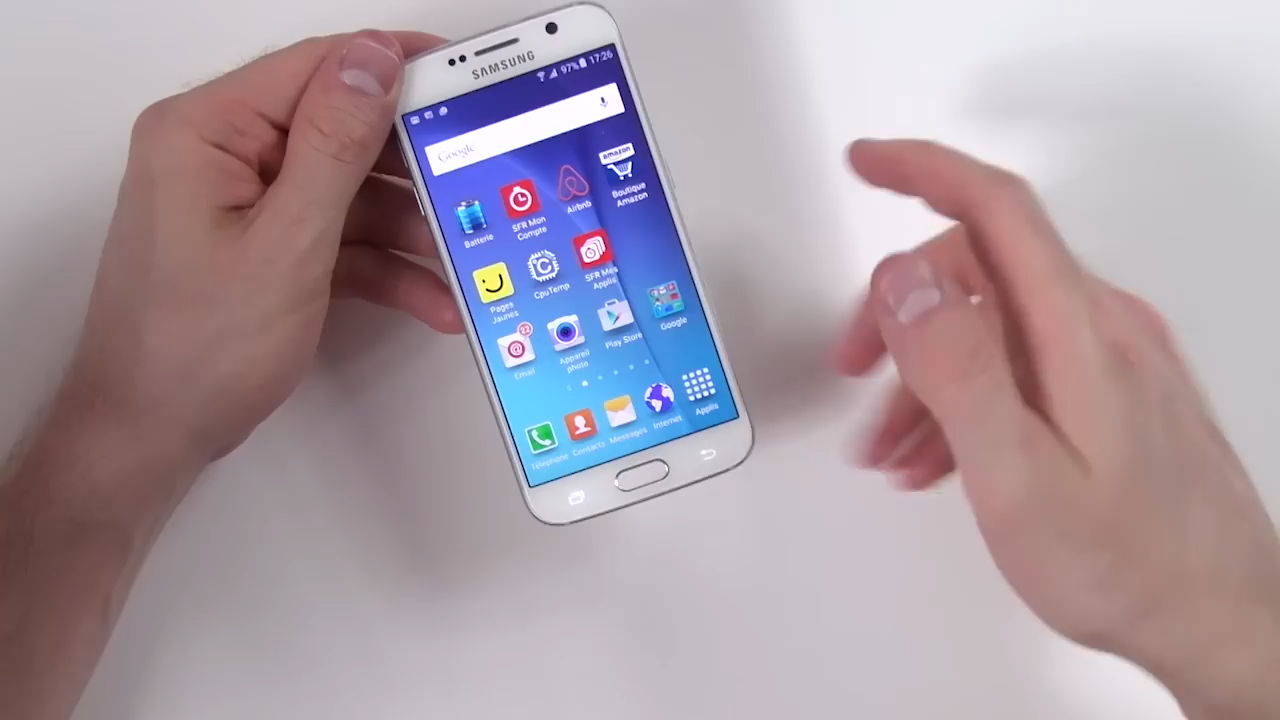 SAMSUNG
97% 17:26
Google
amazon
Batterie
SFR Mon
Compte
Airbnb
Boutique
Amazon
Pages
Jaunes
CpuTemp
SFR Mes
Applis
22
Email
Appareil
photo
Play Store
Google
Téléphone
Contacts
Messages
Internet
Applis